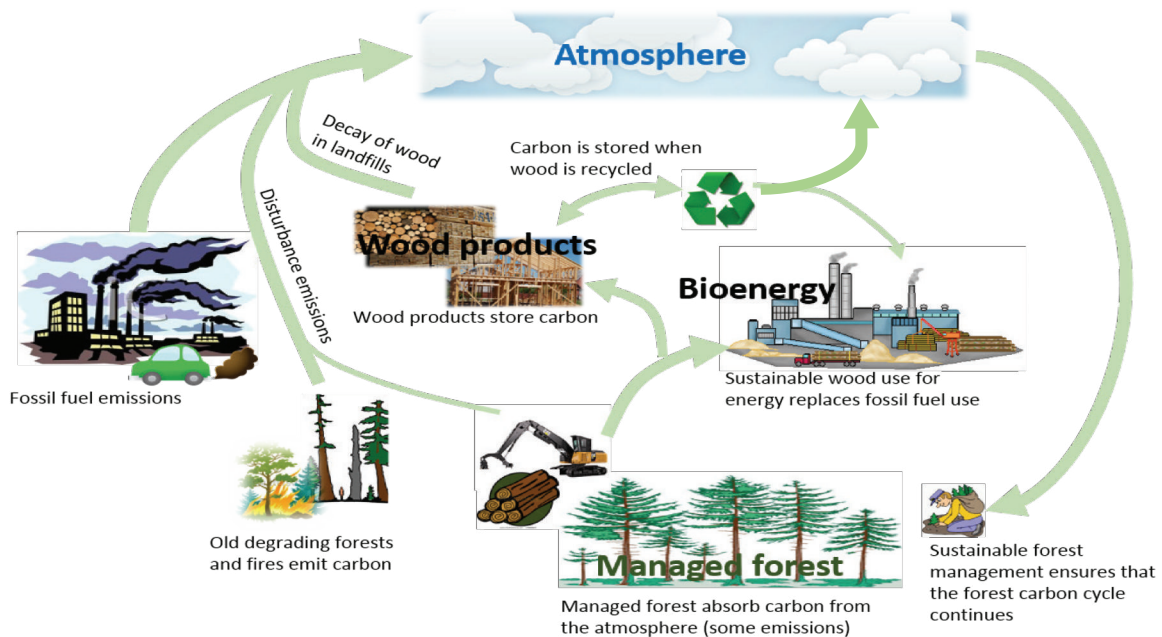 Atmosphere
Decay of wood
in landfills
Carbon is stored when
wood is recycled
Disturbance emissions
Wood products
Wood products store carbon
Bioenergy
Sustainable wood use for
energy replaces fossil fuel use
Fossil fuel emissions
Old degrading forests
and fires emit carbon
Managed forest
Managed forest absorb carbon from
the atmosphere (some emissions)
Sustainable forest
management ensures that
the forest carbon cycle
continues